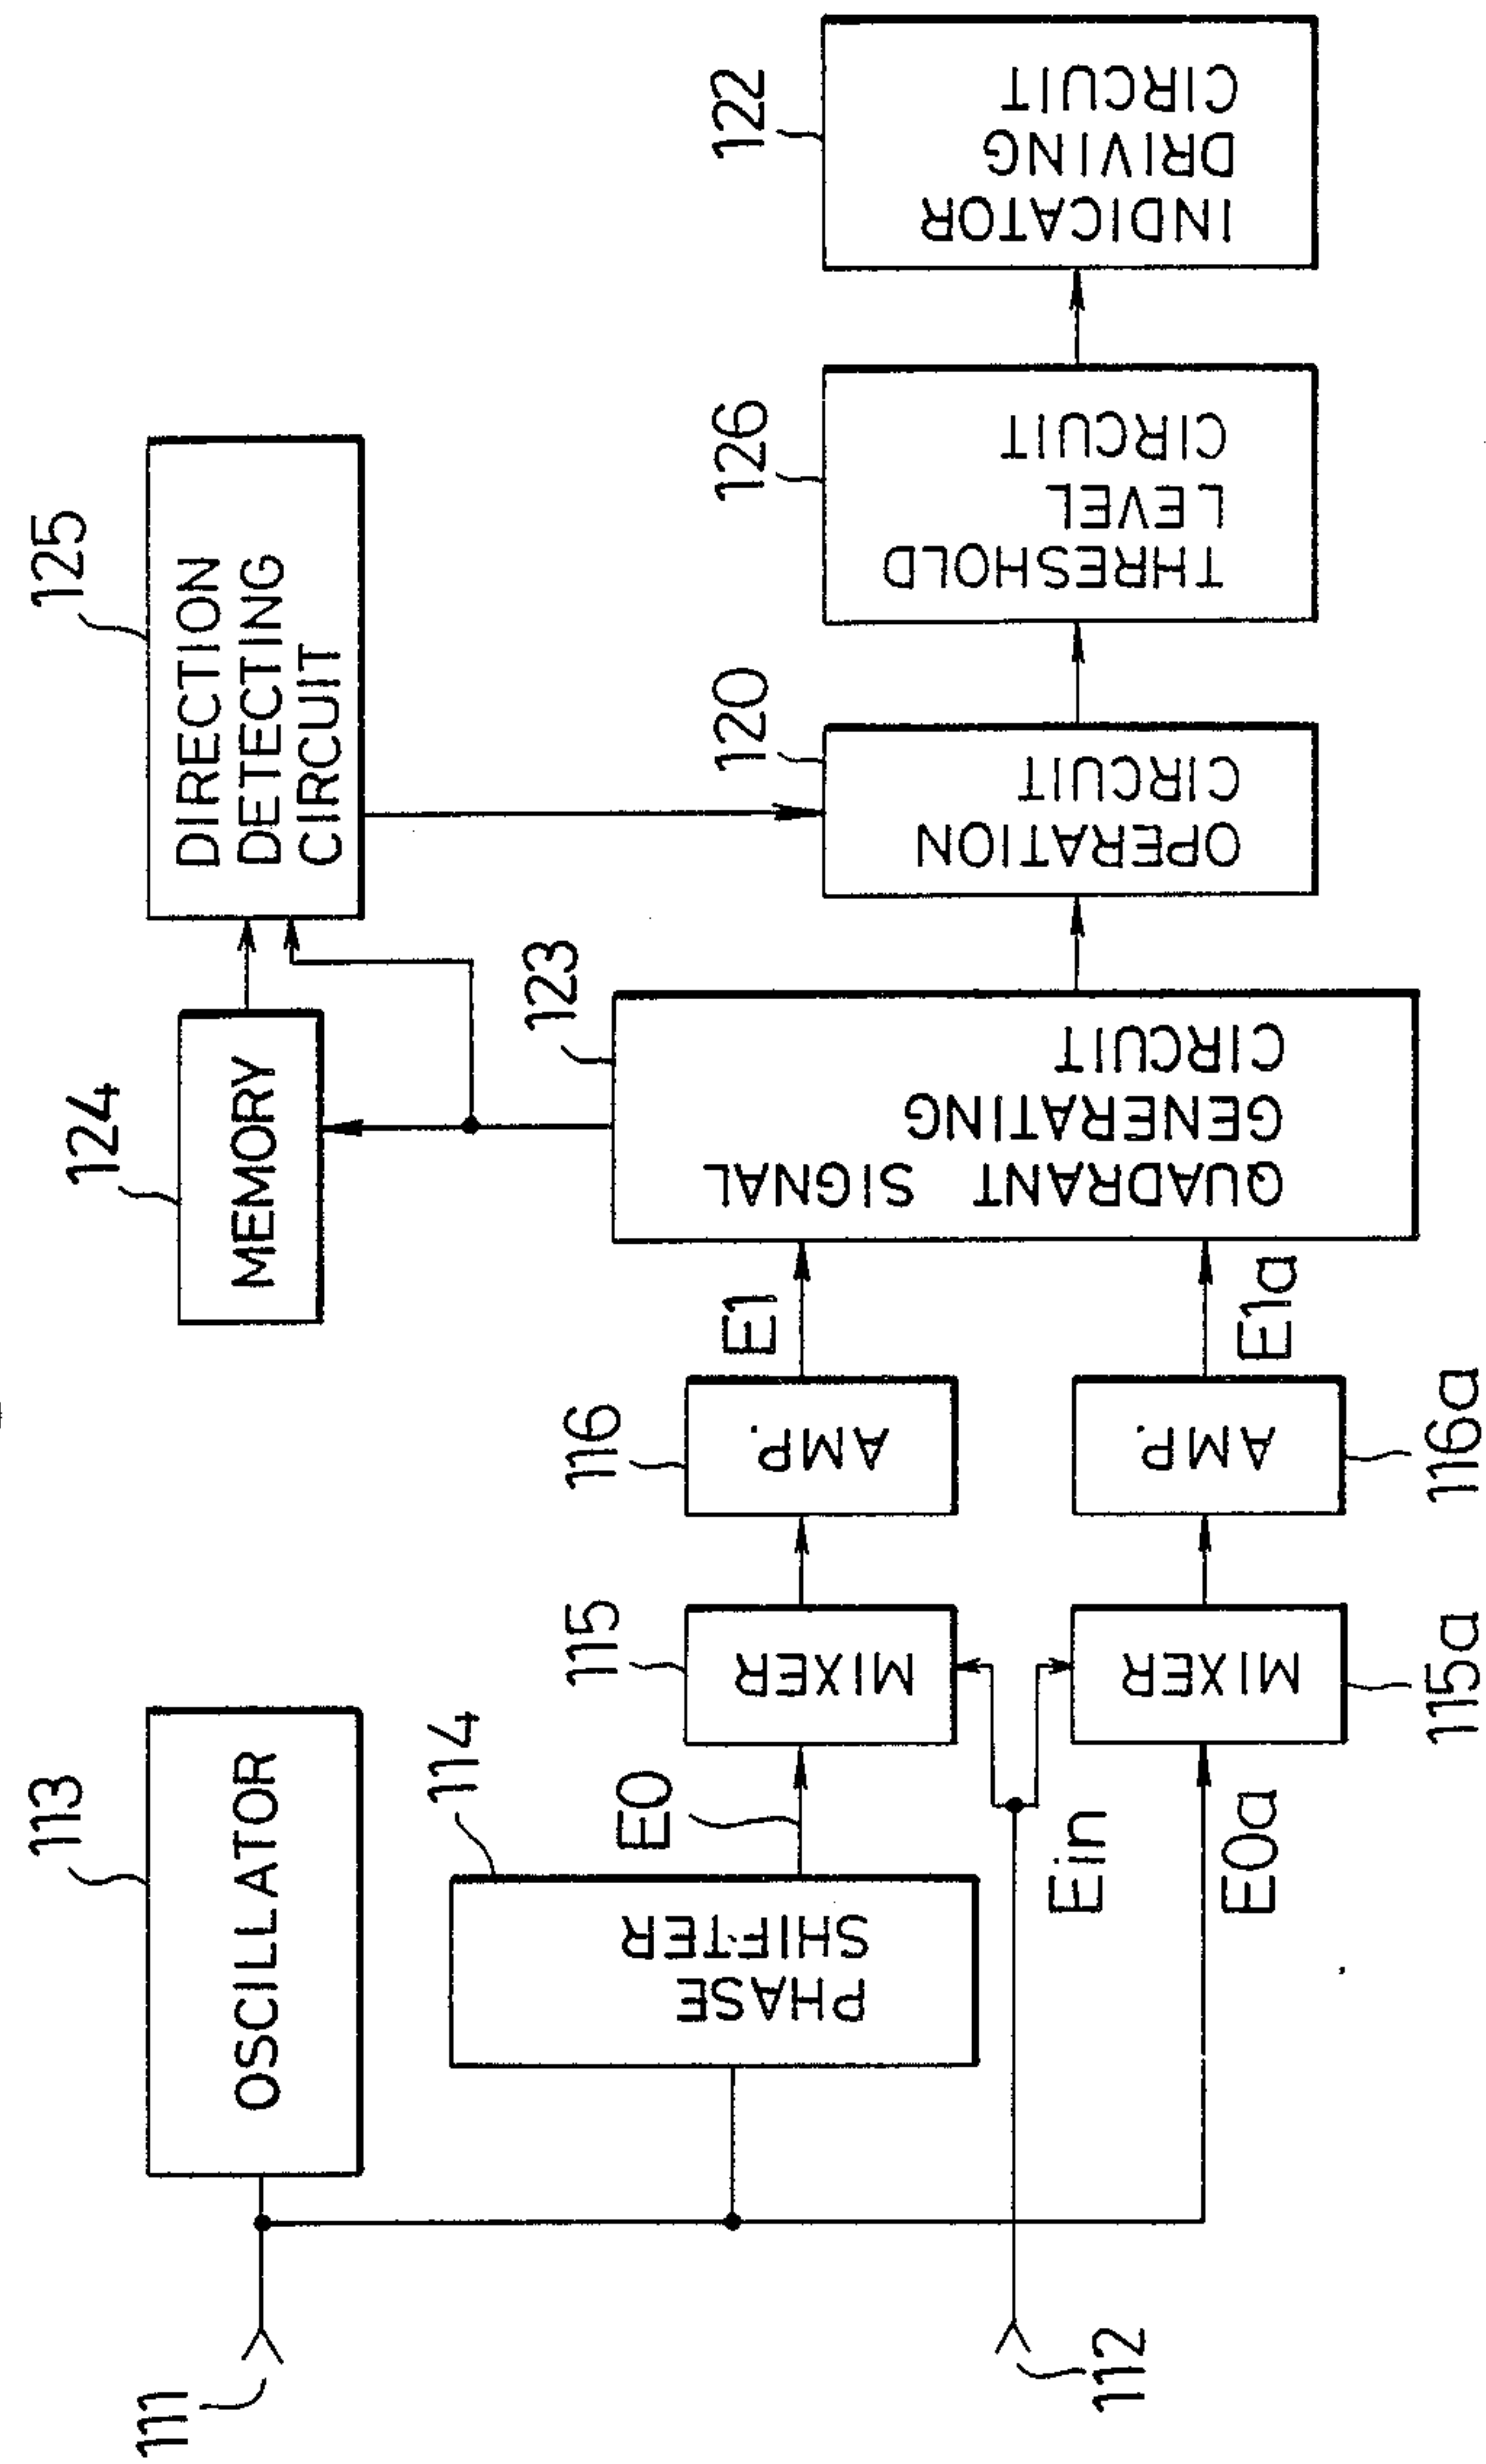 111
113
OSCILLATOR
114
PHASE
SHIFTER
E0
115
MIXER
116
AMP.
E1
124
MEMORY
125
DIRECTION
DETECTING
CIRCUIT
123
QUADRANT SIGNAL
GENERATING
CIRCUIT
120
OPERATION
CIRCUIT
126
THRESHOLD
LEVEL
CIRCUIT
122
INDICATOR
DRIVING
CIRCUIT
112
Ein
E0a
MIXER
115a
AMP.
116a
E1a